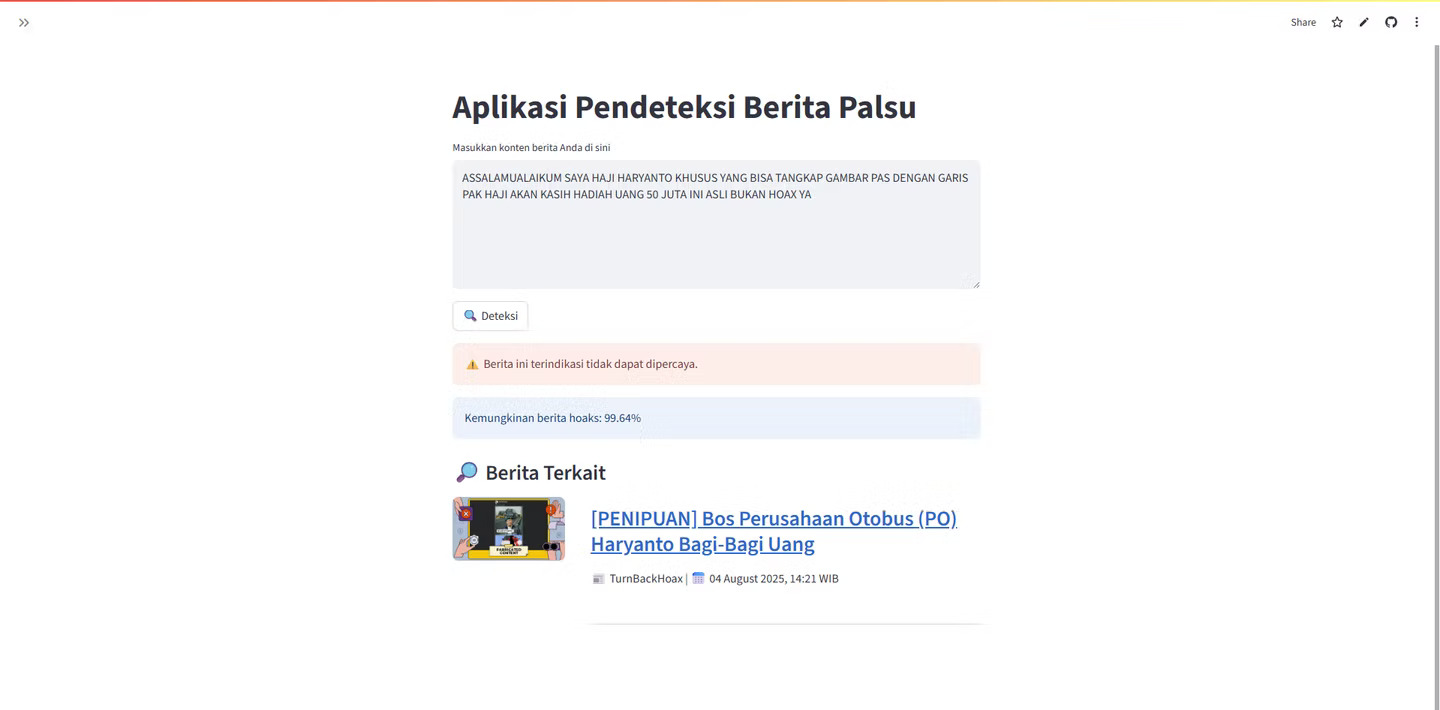 Share
Aplikasi Pendeteksi Berita Palsu
Masukkan konten berita Anda di sini
ASSALAMUALAIKUM SAYA HAJI HARYANTO KHUSUS YANG BISA TANGKAP GAMBAR PAS DENGAN GARIS
PAK HAJI AKAN KASIH HADIAH UANG 50 JUTA INI ASLI BUKAN HOAX YA
Deteksi
Berita ini terindikasi tidak dapat dipercaya.
Kemungkinan berita hoaks: 99.64%
Berita Terkait
[PENIPUAN] Bos Perusahaan Otobus (PO)
Haryanto Bagi-Bagi Uang
FABRICATED
CONTENT
TurnBackHoax | 04 August 2025, 14:21 WIB